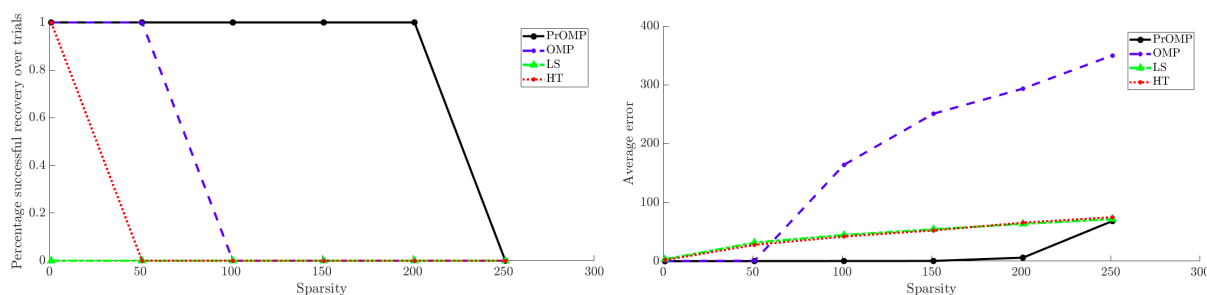 Percentage successful recovery over trials
1
0.8
0.6
0.4
0.2
0
0 50 100 150 200 250 300
Sparsity
PrOMP
OMP
LS
HT
Average error
400
300
200
100
0
0 50 100 150 200 250 300
Sparsity
PrOMP
OMP
LS
HT